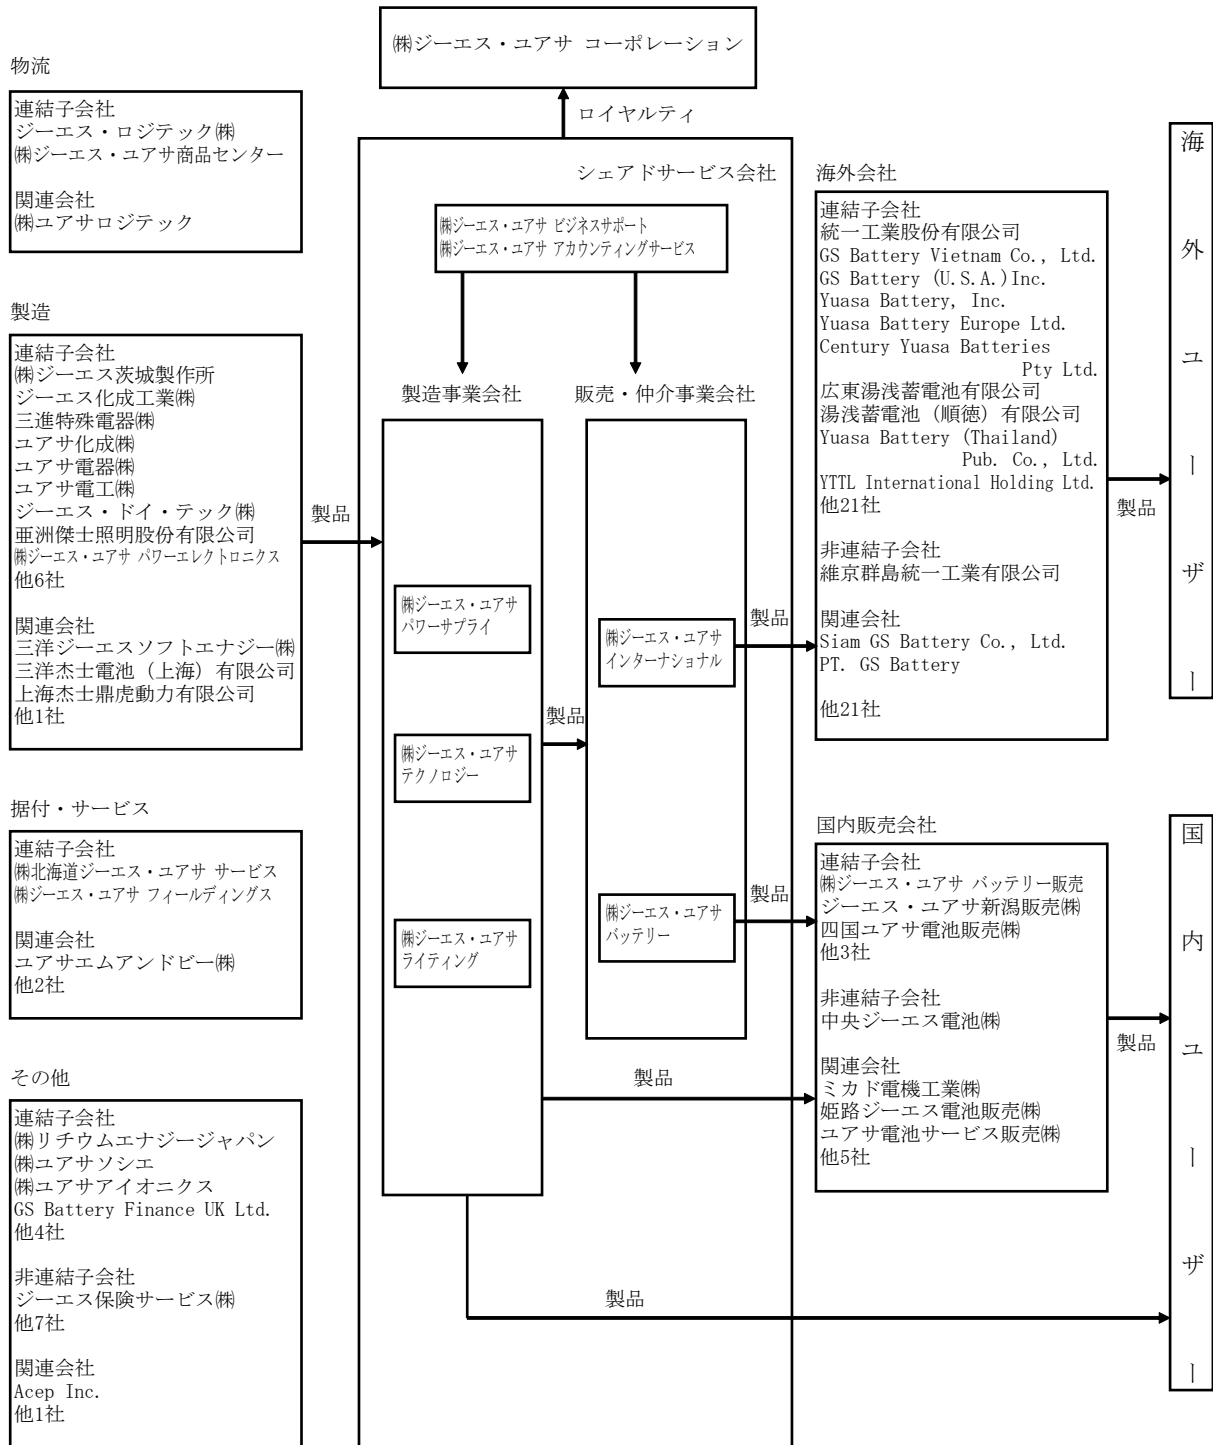 ㈱ジーエス・ユアサ コーポレーション
ロイヤルティ
物流
連結子会社
ジーエス・ロジテック㈱
㈱ジーエス・ユアサ商品センター
関連会社
㈱ユアサロジテック
製造
連結子会社
㈱ジーエス茨城製作所
ジーエス化成工業㈱
三進特殊電器㈱
ユアサ化成㈱
ユアサ電器㈱
ユアサ電工㈱
ジーエス・ドイ・テック㈱
亜洲傑士照明股份有限公司
㈱ジーエス・ユアサ パワーエレクトロニクス
他6社
関連会社
三洋ジーエスソフトエナジー㈱
三洋杰士電池（上海）有限公司
上海杰士鼎虎動力有限公司
他1社
据付・サービス
連結子会社
㈱北海道ジーエス・ユアサ サービス
㈱ジーエス・ユアサ フィールディングス
関連会社
ユアサエムアンドビー㈱
他2社
その他
連結子会社
㈱リチウムエナジージャパン
㈱ユアサソシエ
㈱ユアサアイオニクス
GS Battery Finance UK Ltd.
他4社
非連結子会社
ジーエス保険サービス㈱
他7社
関連会社
Acep Inc.
他1社
製品
シェアドサービス会社
㈱ジーエス・ユアサ ビジネスサポート
㈱ジーエス・ユアサ アカウンティングサービス
製造事業会社
㈱ジーエス・ユアサ
パワーサプライ
㈱ジーエス・ユアサ
テクノロジー
㈱ジーエス・ユアサ
ライティング
製品
販売・仲介事業会社
㈱ジーエス・ユアサ
インターナショナル
㈱ジーエス・ユアサ
バッテリー
製品
製品
製品
製品
海外会社
連結子会社
統一工業股份有限公司
GS Battery Vietnam Co., Ltd.
GS Battery (U.S.A.)Inc.
Yuasa Battery, Inc.
Yuasa Battery Europe Ltd.
Century Yuasa Batteries
Pty Ltd.
広東湯浅蓄電池有限公司
湯浅蓄電池（順徳）有限公司
Yuasa Battery (Thailand)
Pub. Co., Ltd.
YTTL International Holding Ltd.
他21社
非連結子会社
維京群島統一工業有限公司
関連会社
Siam GS Battery Co., Ltd.
PT. GS Battery
他21社
製品
国内販売会社
連結子会社
㈱ジーエス・ユアサ バッテリー販売
ジーエス・ユアサ新潟販売㈱
四国ユアサ電池販売㈱
他3社
非連結子会社
中央ジーエス電池㈱
関連会社
ミカド電機工業㈱
姫路ジーエス電池販売㈱
ユアサ電池サービス販売㈱
他5社
製品
海外ユーザー
国内ユーザー